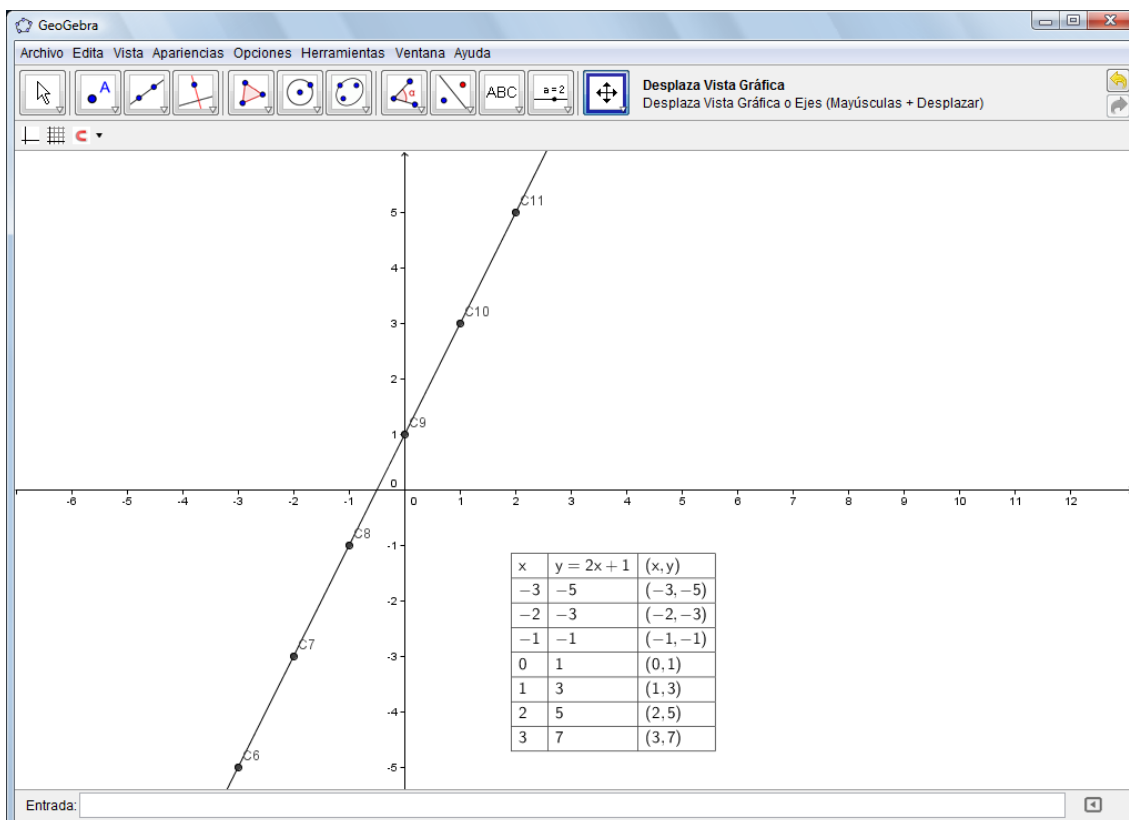 GeoGebra
Archivo Edita Vista Apariencias Opciones Herramientas Ventana Ayuda
A α ABC a=2
Desplaza Vista Gráfica
Desplaza Vista Gráfica o Ejes (Mayúsculas + Desplazar)
C11
5
4
C10
3
2
C9
1
0
-6 -5 -4 -3 -2 -1 0 1 2 3 4 5 6 7 8 9 10 11 12
C8
-1
-2
C7
-3
-4
C6
-5
x y = 2x + 1 (x, y)
−3 −5 (−3, −5)
−2 −3 (−2, −3)
−1 −1 (−1, −1)
0 1 (0, 1)
1 3 (1, 3)
2 5 (2, 5)
3 7 (3, 7)
Entrada: